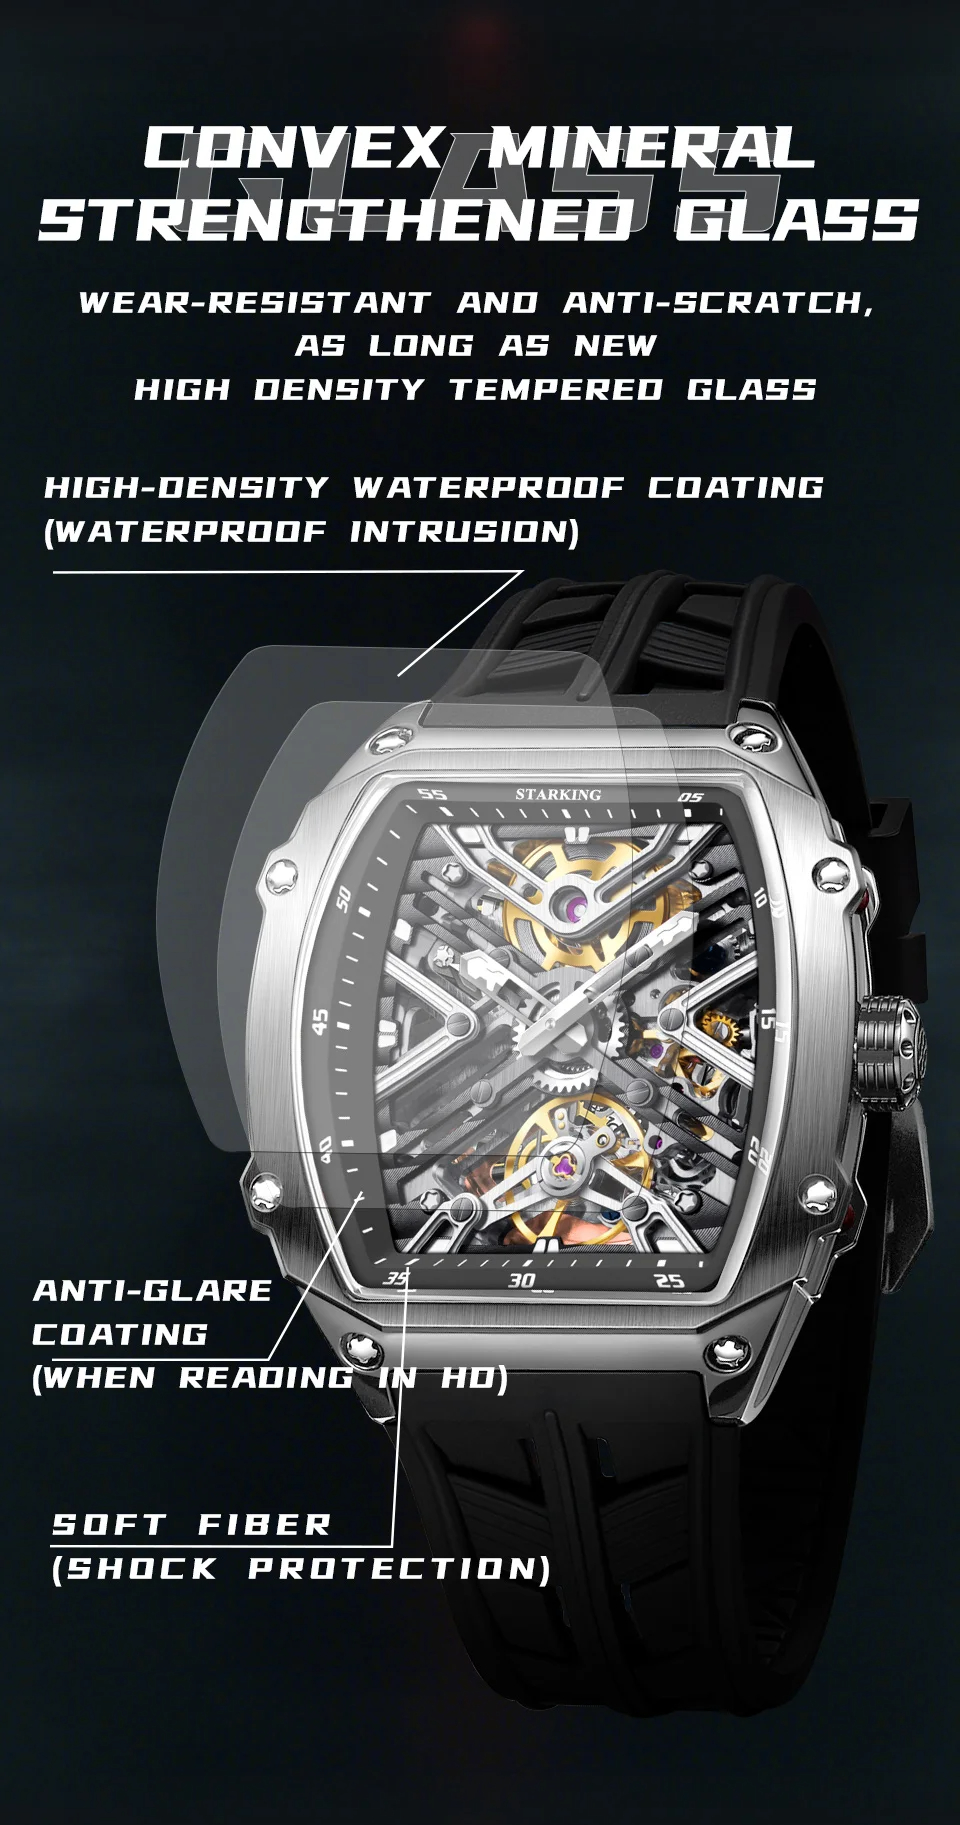 GLASS
CONVEX MINERAL
STRENGTHENED GLASS
WEAR-RESISTANT AND ANTI-SCRATCH,
AS LONG AS NEW
HIGH DENSITY TEMPERED GLASS
HIGH-DENSITY WATERPROOF COATING
(WATERPROOF INTRUSION)
55 STARKING 05
50 10
45 15
40 20
35 30 25
ANTI-GLARE
COATING
(WHEN READING IN HD)
SOFT FIBER
(SHOCK PROTECTION)